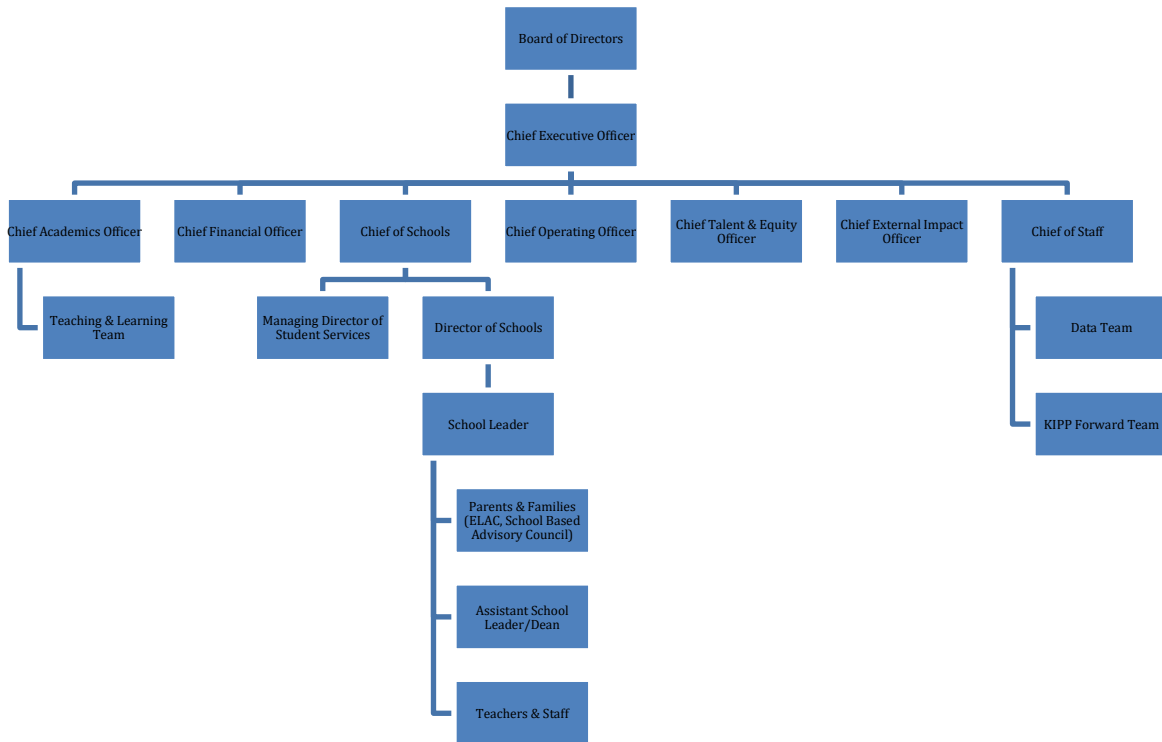 Board of Directors
Chief Executive Officer
Chief Academics Officer
Chief Financial Officer
Chief of Schools
Chief Operating Officer
Chief Talent & Equity
Officer
Chief External Impact
Officer
Chief of Staff
Teaching & Learning
Team
Managing Director of
Student Services
Director of Schools
Data Team
School Leader
KIPP Forward Team
Parents & Families
(ELAC, School Based
Advisory Council)
Assistant School
Leader/Dean
Teachers & Staff